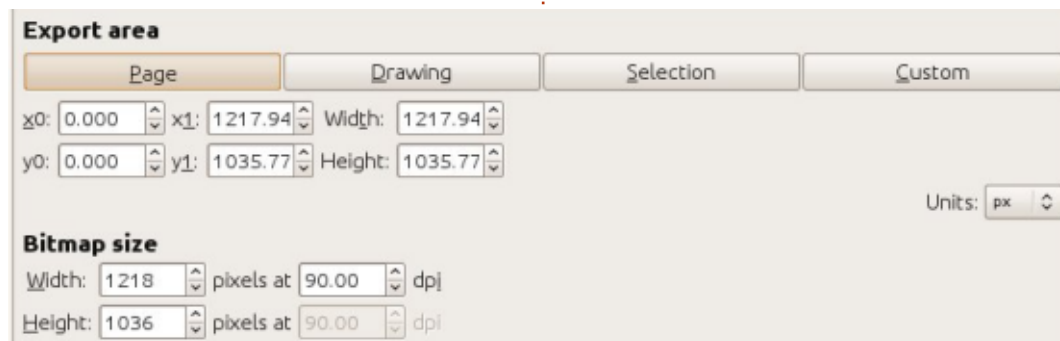 Export area
Page Drawing Selection Custom
x0: 0.000 x1: 1217.94 Width: 1217.94
y0: 0.000 y1: 1035.77 Height: 1035.77
Units: px
Bitmap size
Width: 1218 pixels at 90.00 dpi
Height: 1036 pixels at 90.00 dpi